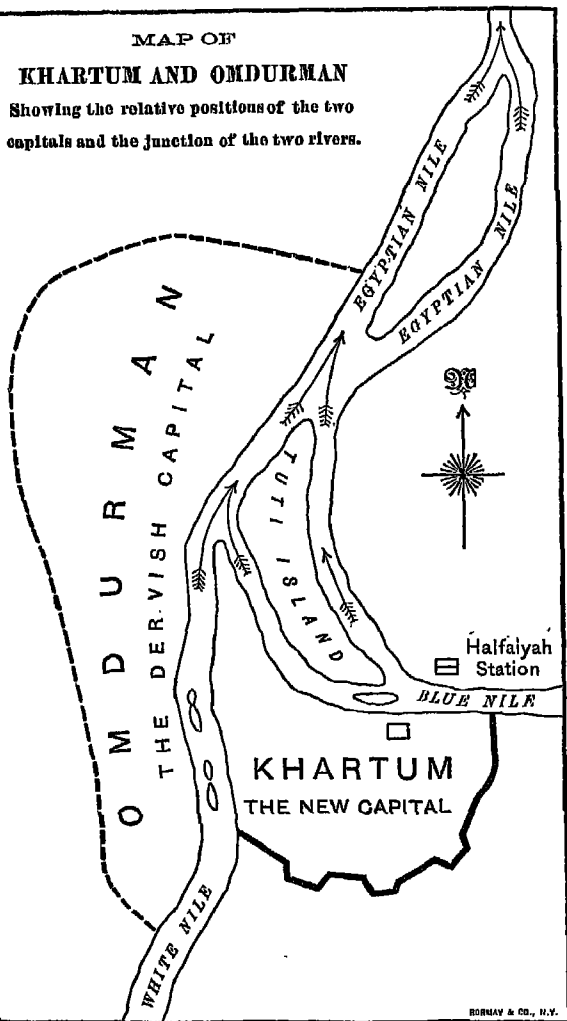 MAP OF
KHARTUM AND OMDURMAN
Showing the relative positions of the two
capitals and the junction of the two rivers.
EGYPTIAN NILE
EGYPTIAN NILE
OMDURMAN
THE DERVISH CAPITAL
TUTI ISLAND
N
Halfaiyah
Station
BLUE NILE
KHARTUM
THE NEW CAPITAL
WHITE NILE
BORMAY & CO., N.Y.